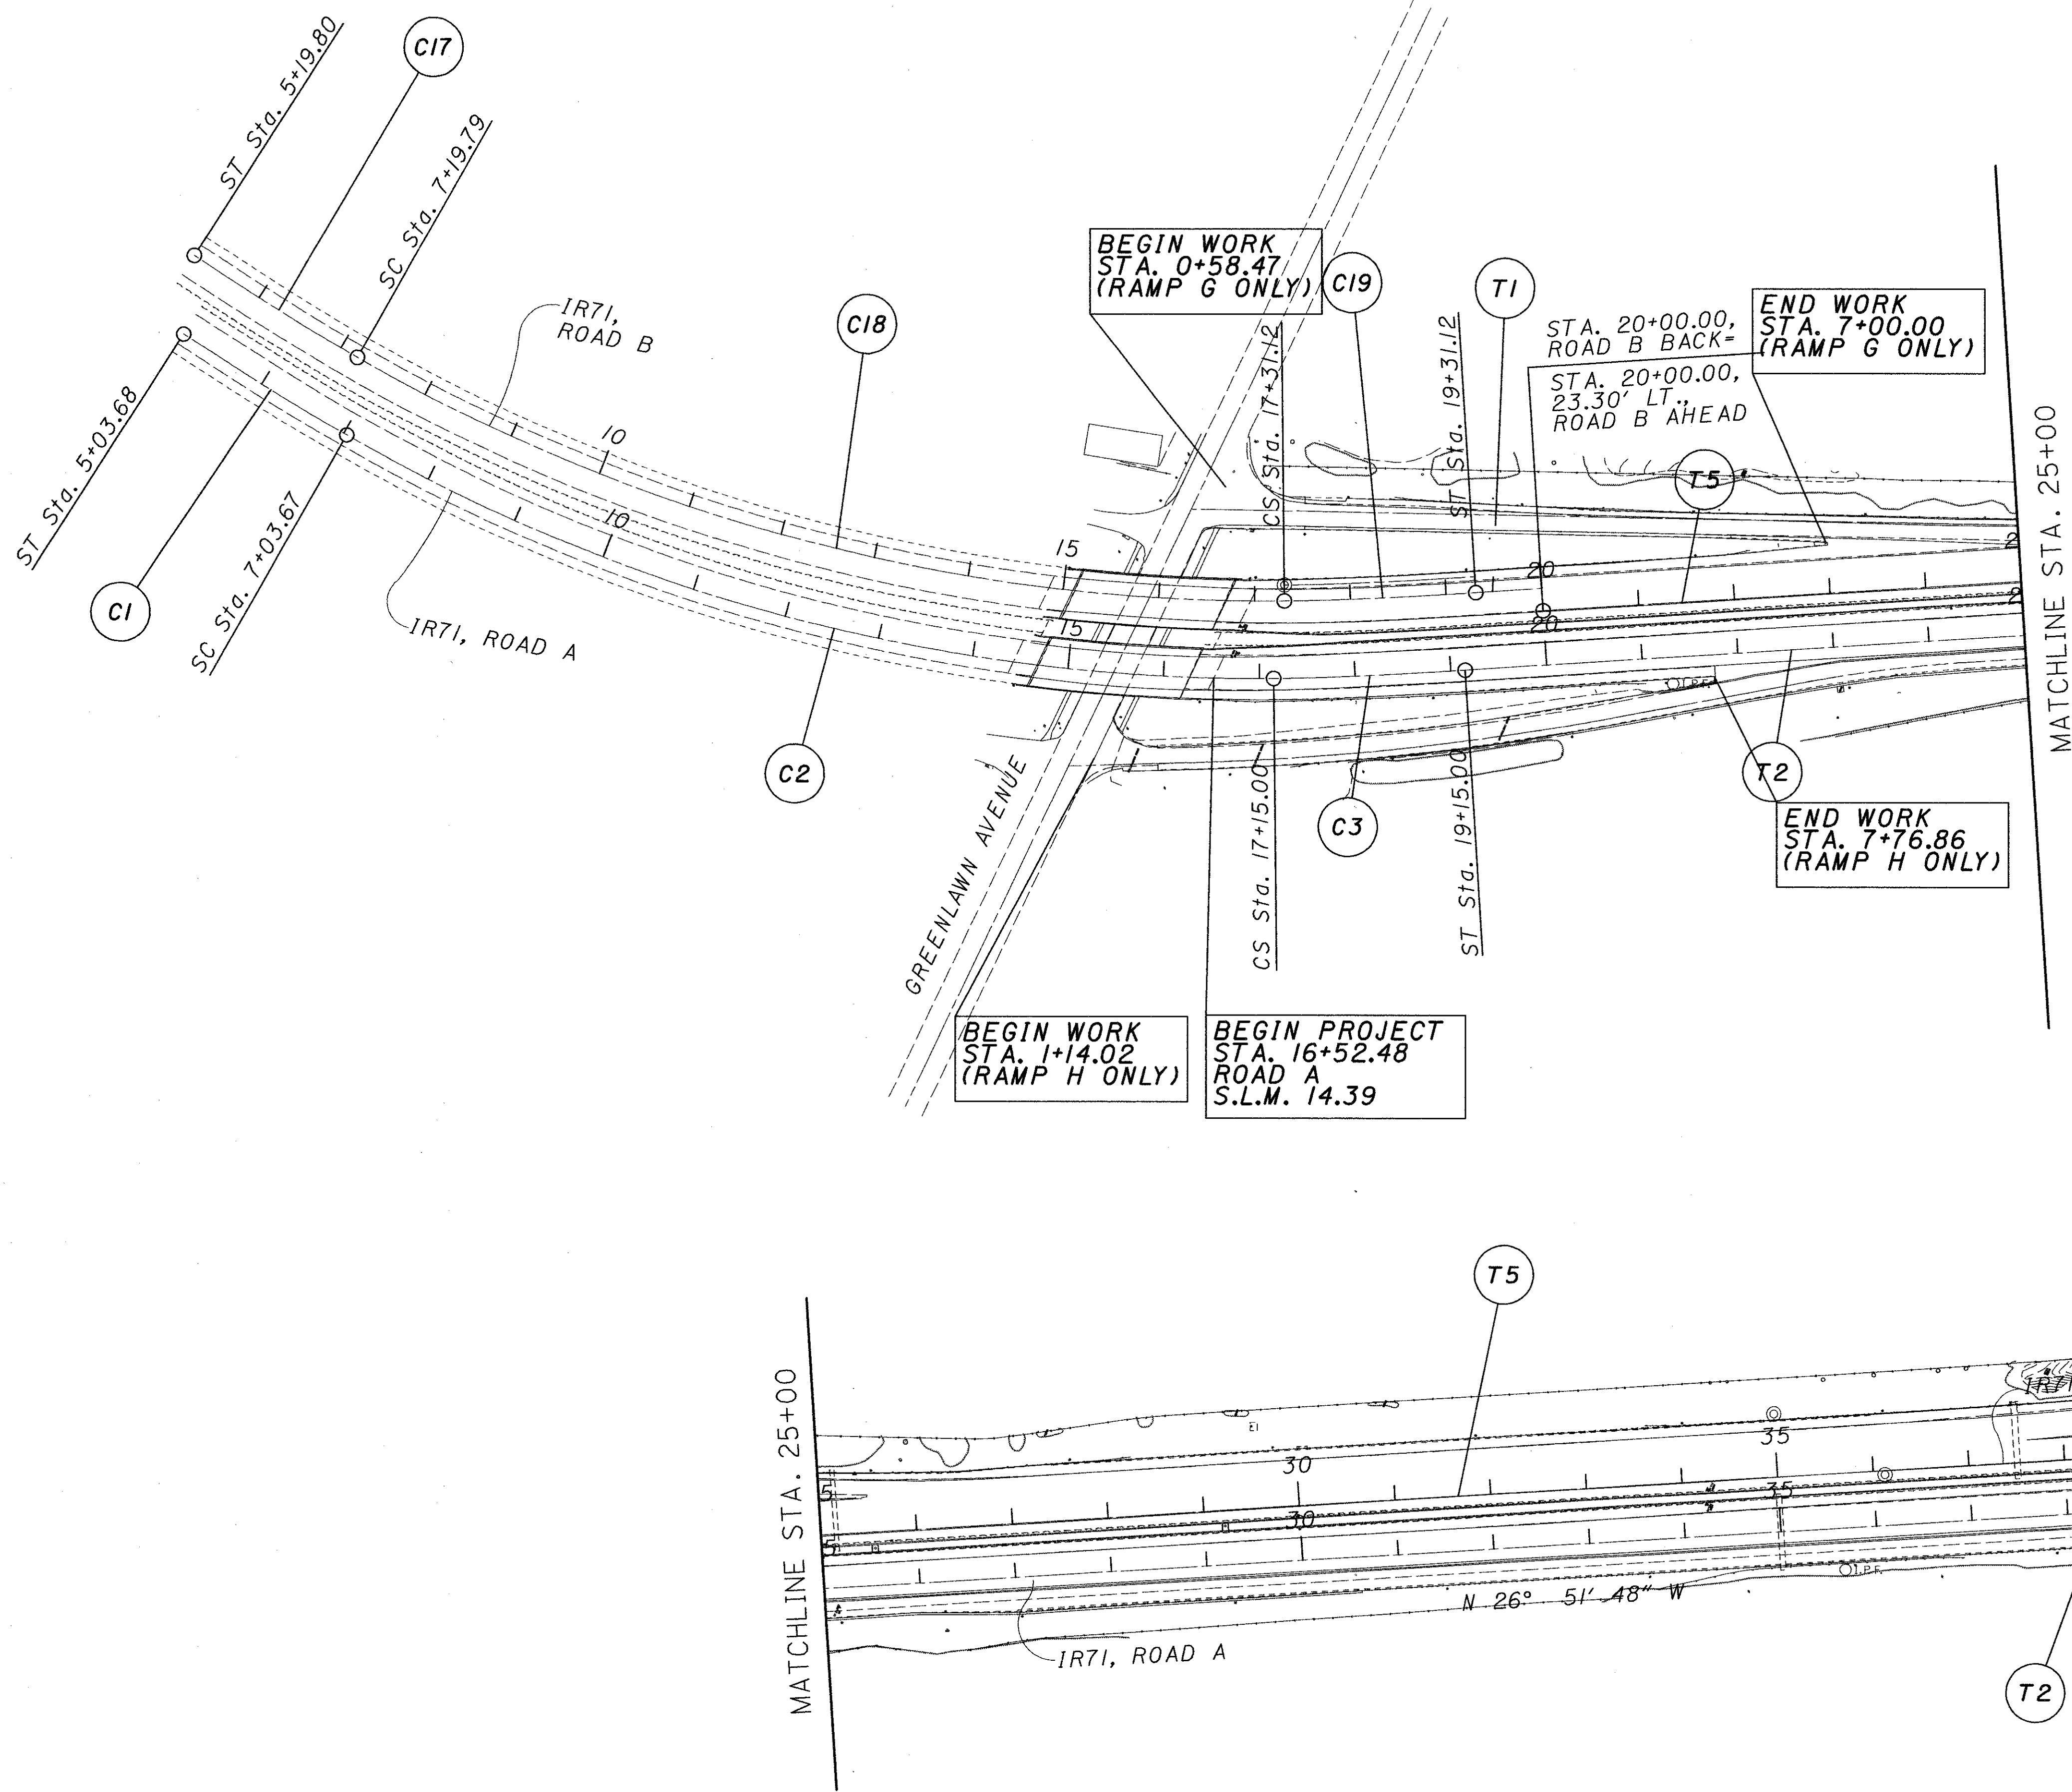 ST Sta. 5+19.80
C17
SC Sta. 7+19.79
BEGIN WORK
STA. 0+58.47
(RAMP G ONLY)
C19
T1
END WORK
STA. 7+00.00
(RAMP G ONLY)
STA. 20+00.00,
ROAD B BACK=
STA. 20+00.00,
23.30' LT.,
ROAD B AHEAD
IR71,
ROAD B
C18
CS Sta. 17+31.12
ST Sta. 19+31.12
T5
MATCHLINE STA. 25+00
10
10
15
15
20
20
2
2
ST Sta. 5+03.68
C1
SC Sta. 7+03.67
IR71, ROAD A
C2
GREENLAWN AVENUE
CS Sta. 17+15.00
C3
ST Sta. 19+15.00
I.P.F.
T2
END WORK
STA. 7+76.86
(RAMP H ONLY)
BEGIN WORK
STA. 1+14.02
(RAMP H ONLY)
BEGIN PROJECT
STA. 16+52.48
ROAD A
S.L.M. 14.39
T5
MATCHLINE STA. 25+00
IR71
5
5
30
30
35
35
I.P.F.
N 26° 51' 48" W
IR71, ROAD A
T2